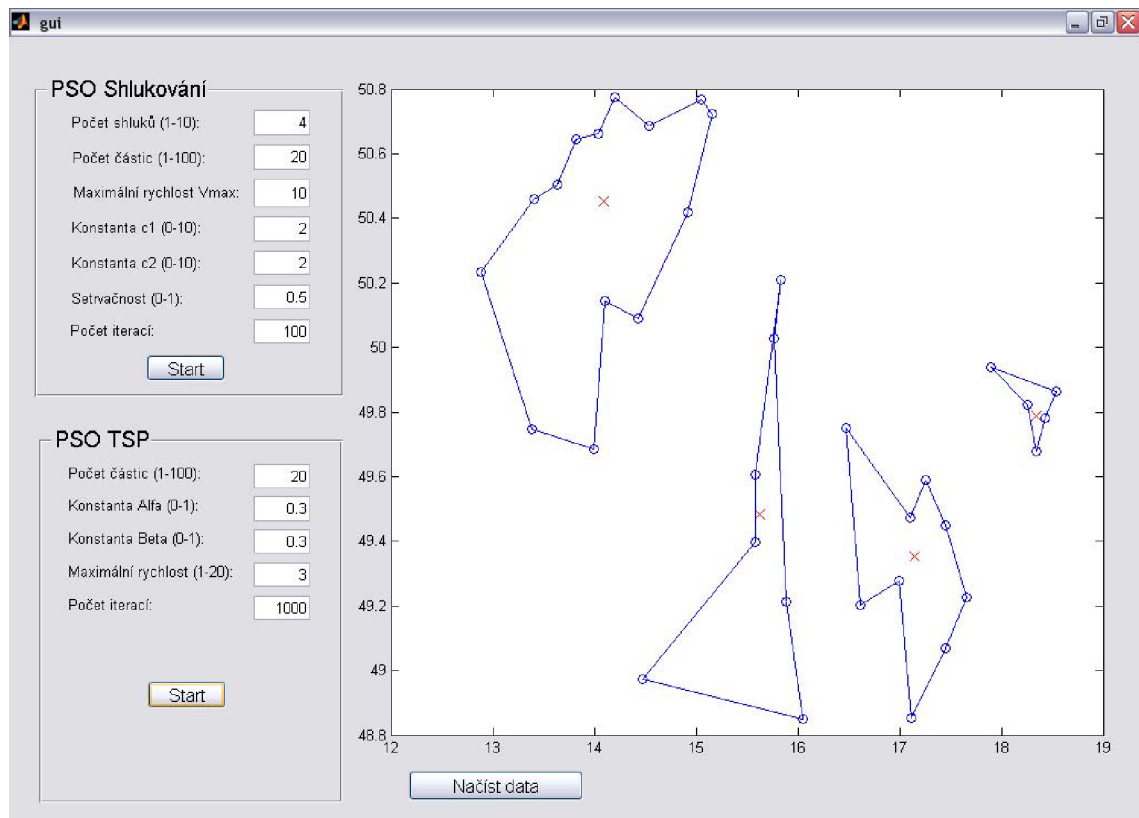 gui
PSO Shlukování
Počet shluků (1-10): 4
Počet částic (1-100): 20
Maximální rychlost Vmax: 10
Konstanta c1 (0-10): 2
Konstanta c2 (0-10): 2
Setrvačnost (0-1): 0.5
Počet iterací: 100
Start
PSO TSP
Počet částic (1-100): 20
Konstanta Alfa (0-1): 0.3
Konstanta Beta (0-1): 0.3
Maximální rychlost (1-20): 3
Počet iterací: 1000
Start
50.8
50.6
50.4
50.2
50
49.8
49.6
49.4
49.2
49
48.8
12 13 14 15 16 17 18 19
Načíst data